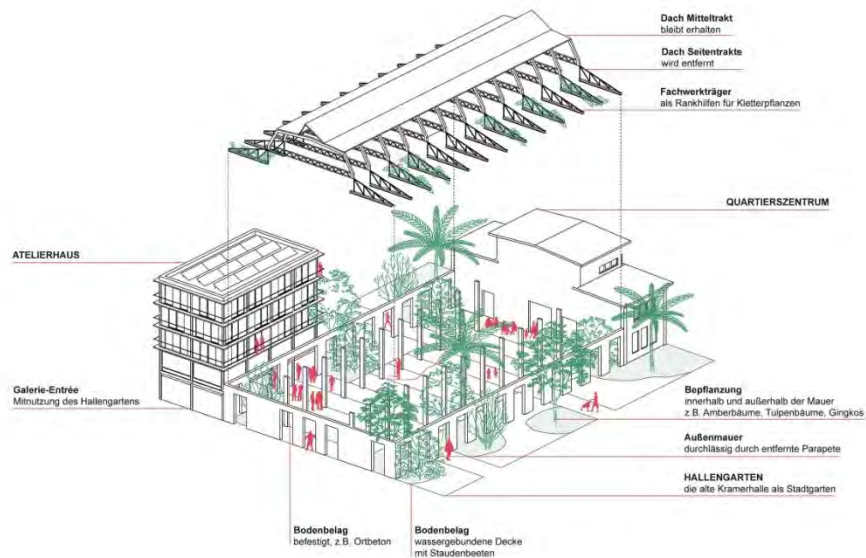 Dach Mitteltrakt
bleibt erhalten
Dach Seitentrakte
wird entfernt
Fachwerkträger
als Rankhilfen für Kletterpflanzen
QUARTIERSZENTRUM
ATELIERHAUS
Galerie-Entrée
Mitnutzung des Hallengartens
Bepflanzung
innerhalb und außerhalb der Mauer
z.B. Amberbäume, Tulpenbäume, Gingkos
Außenmauer
durchlässig durch entfernte Parapete
HALLENGARTEN
die alte Kramerhalle als Stadtgarten
Bodenbelag
befestigt, z.B. Ortbeton
Bodenbelag
wassergebundene Decke
mit Staudenbeeten